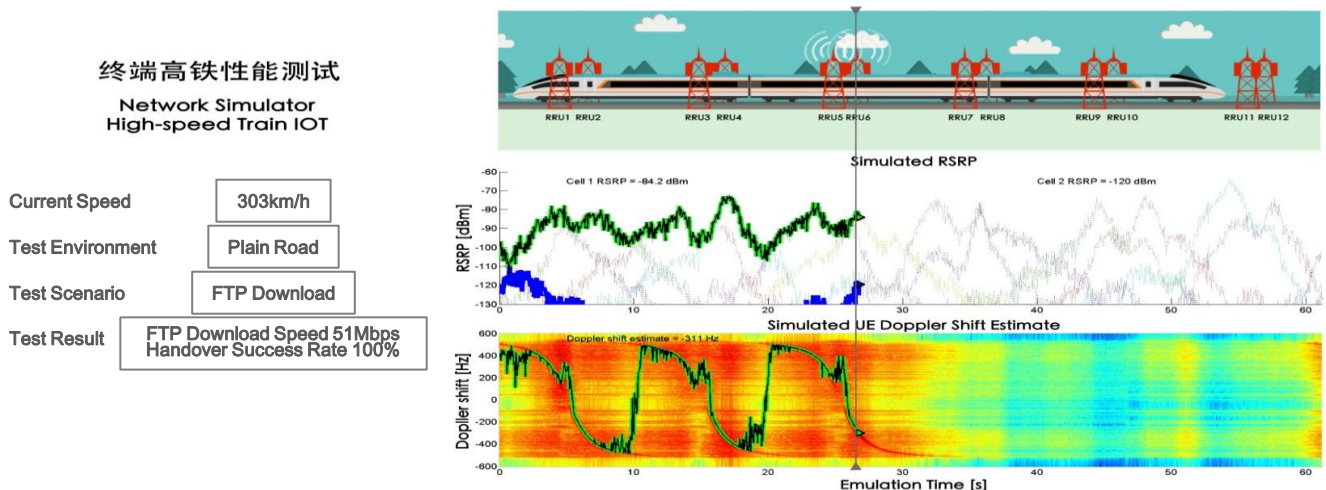 终端高铁性能测试
Network Simulator
High-speed Train IOT
Current Speed
303km/h
Test Environment
Plain Road
Test Scenario
FTP Download
Test Result
FTP Download Speed 51Mbps
Handover Success Rate 100%
RRU1 RRU2 RRU3 RRU4 RRU5 RRU6 RRU7 RRU8 RRU9 RRU10 RRU11 RRU12
Simulated RSRP
Cell 1 RSRP = -84.2 dBm
Cell 2 RSRP = -120 dBm
RSRP [dBm]
-60
-70
-80
-90
-100
-110
-120
-130
0 10 20 30 40 50 60
Simulated UE Doppler Shift Estimate
Doppler shift estimate = -311 Hz
Doppler shift [Hz]
600
400
200
0
-200
-400
-600
0 10 20 30 40 50 60
Emulation Time [s]